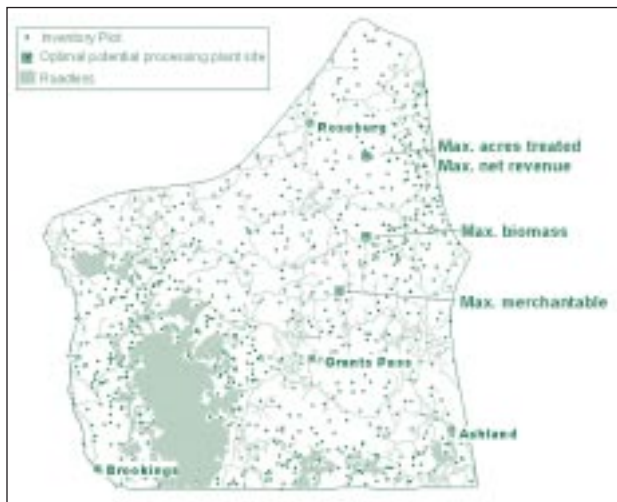 Inventory Plot
Optimal potential processing plant site
Roadless
Roseburg
Max. acres treated
Max. net revenue
Max. biomass
Max. merchantable
Grants Pass
Ashland
Brookings